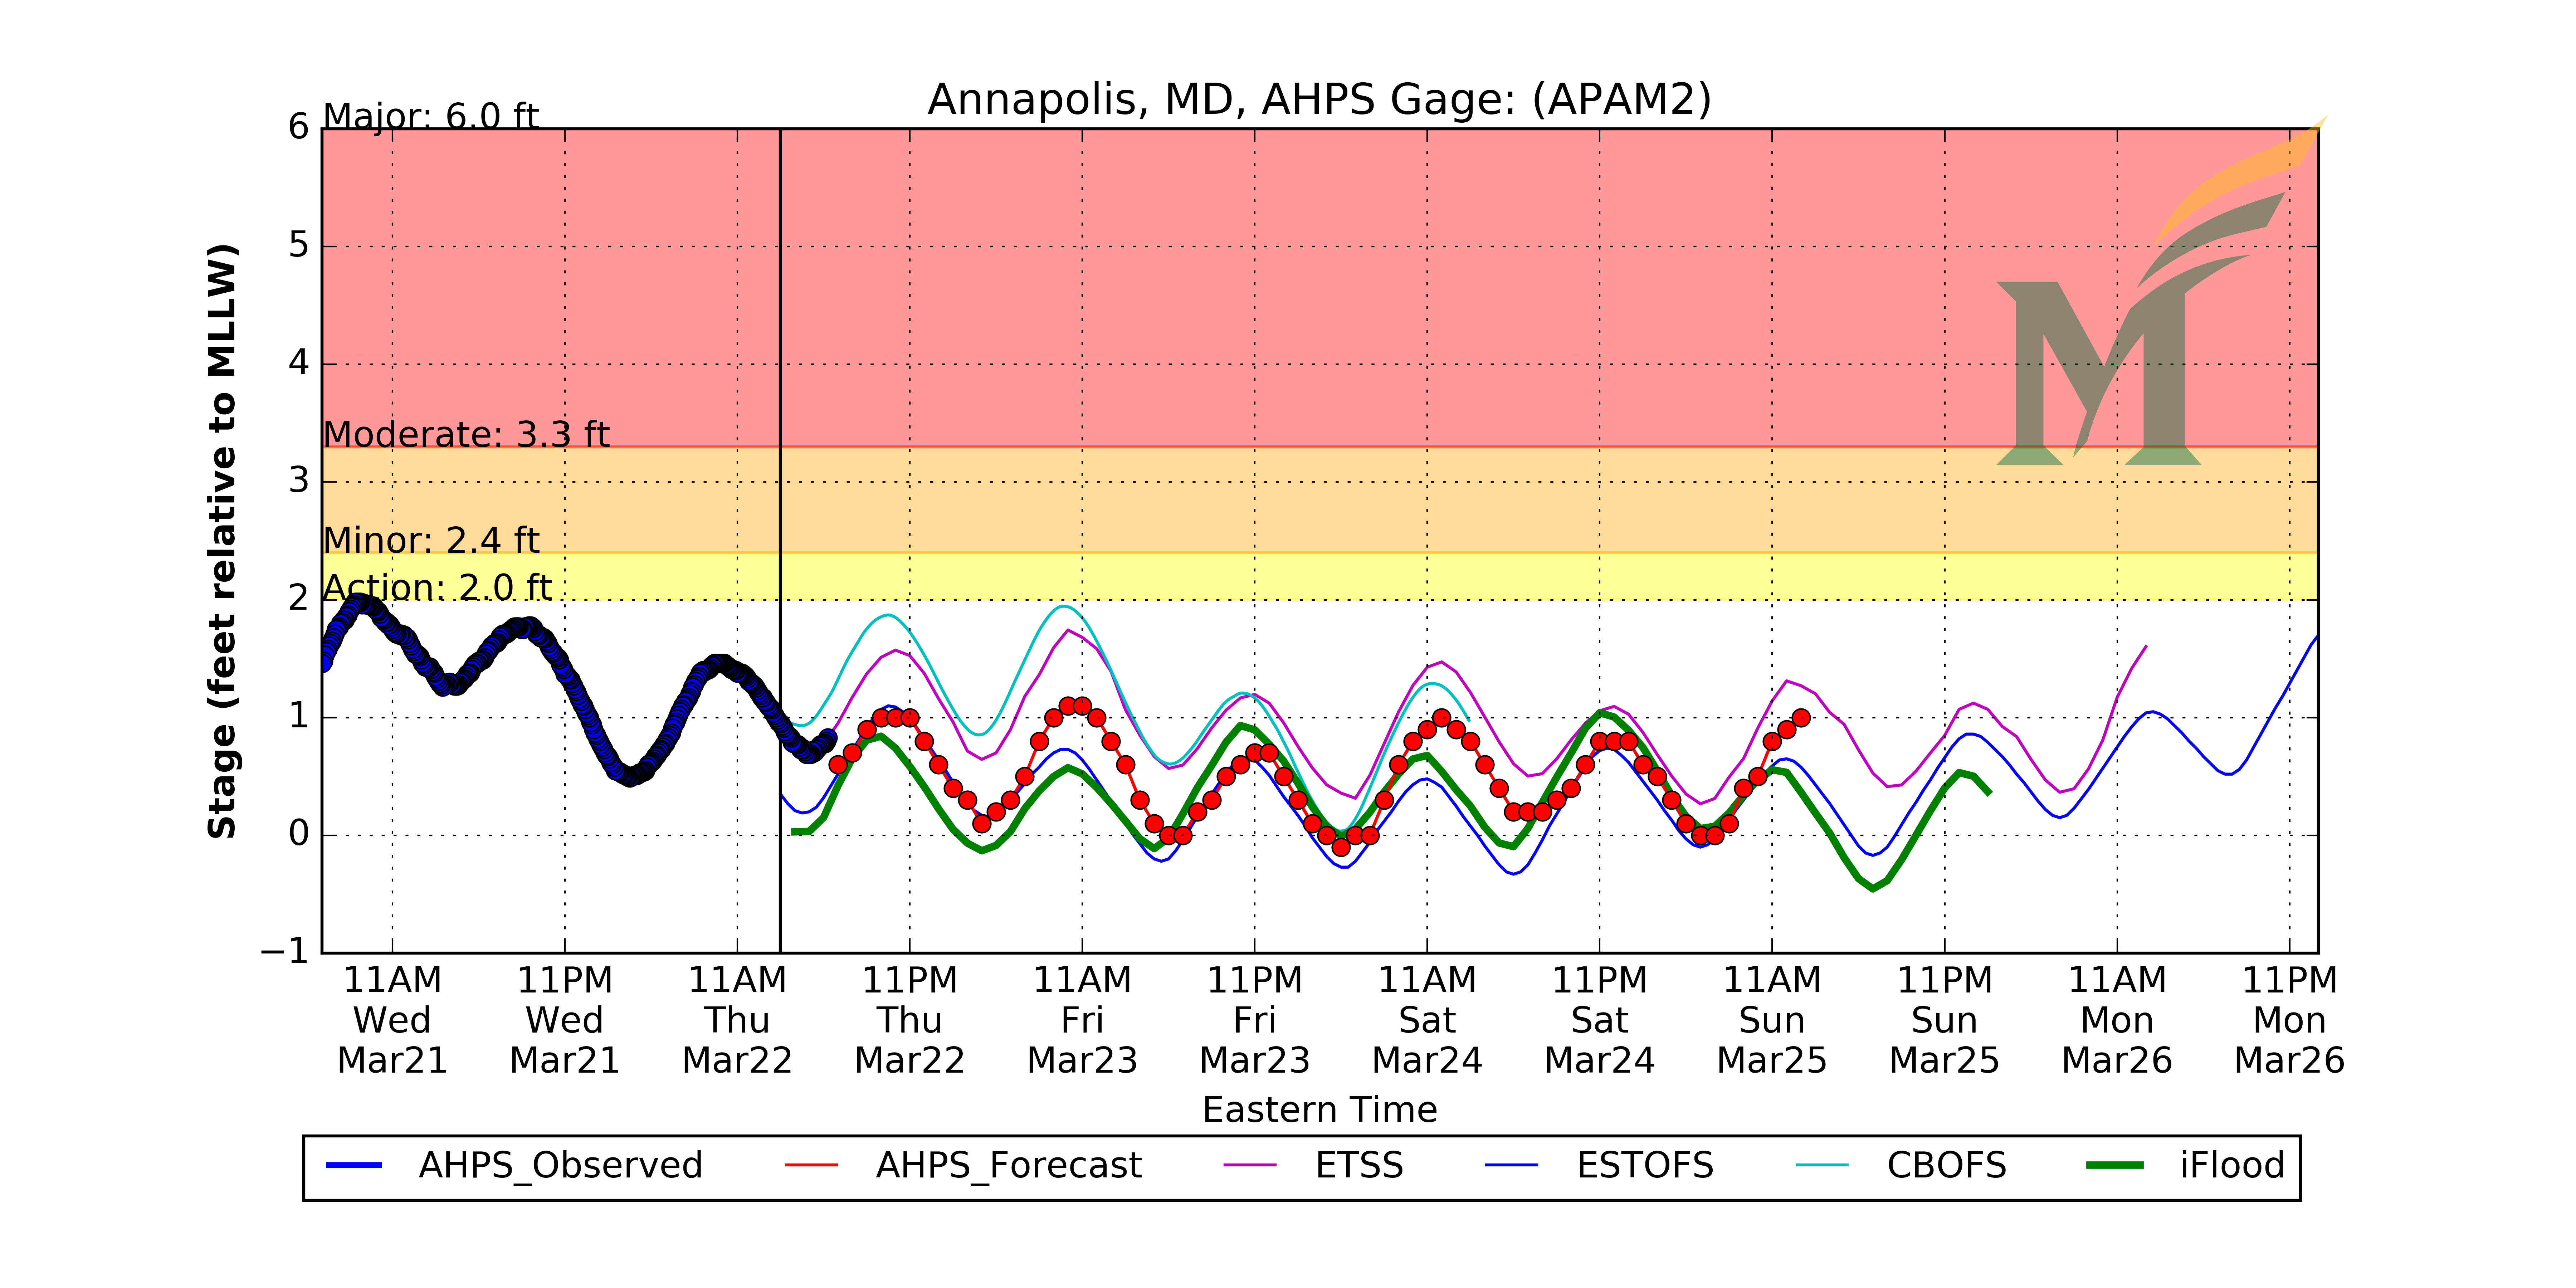 Annapolis, MD, AHPS Gage: (APAM2)
Major: 6.0 ft
Moderate: 3.3 ft
Minor: 2.4 ft
Action: 2.0 ft
6
5
4
3
2
1
0
−1
Stage (feet relative to MLLW)
11AM 11PM 11AM 11PM 11AM 11PM 11AM 11PM 11AM 11PM 11AM 11PM
Wed Wed Thu Thu Fri Fri Sat Sat Sun Sun Mon Mon
Mar21 Mar21 Mar22 Mar22 Mar23 Mar23 Mar24 Mar24 Mar25 Mar25 Mar26 Mar26
Eastern Time
AHPS_Observed AHPS_Forecast ETSS ESTOFS CBOFS iFlood
M